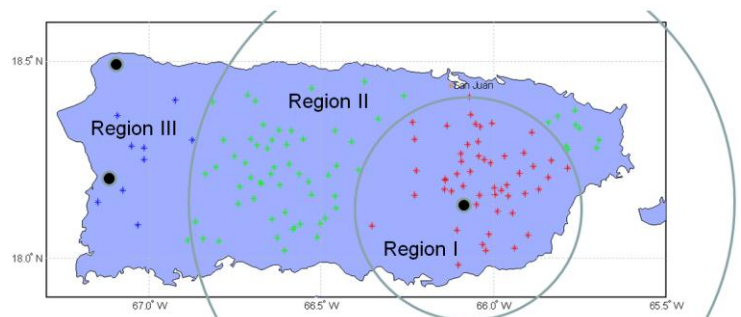 18.5°N
San Juan
Region II
Region III
Region I
18.0°N
67.0°W
66.5°W
66.0°W
65.5°W